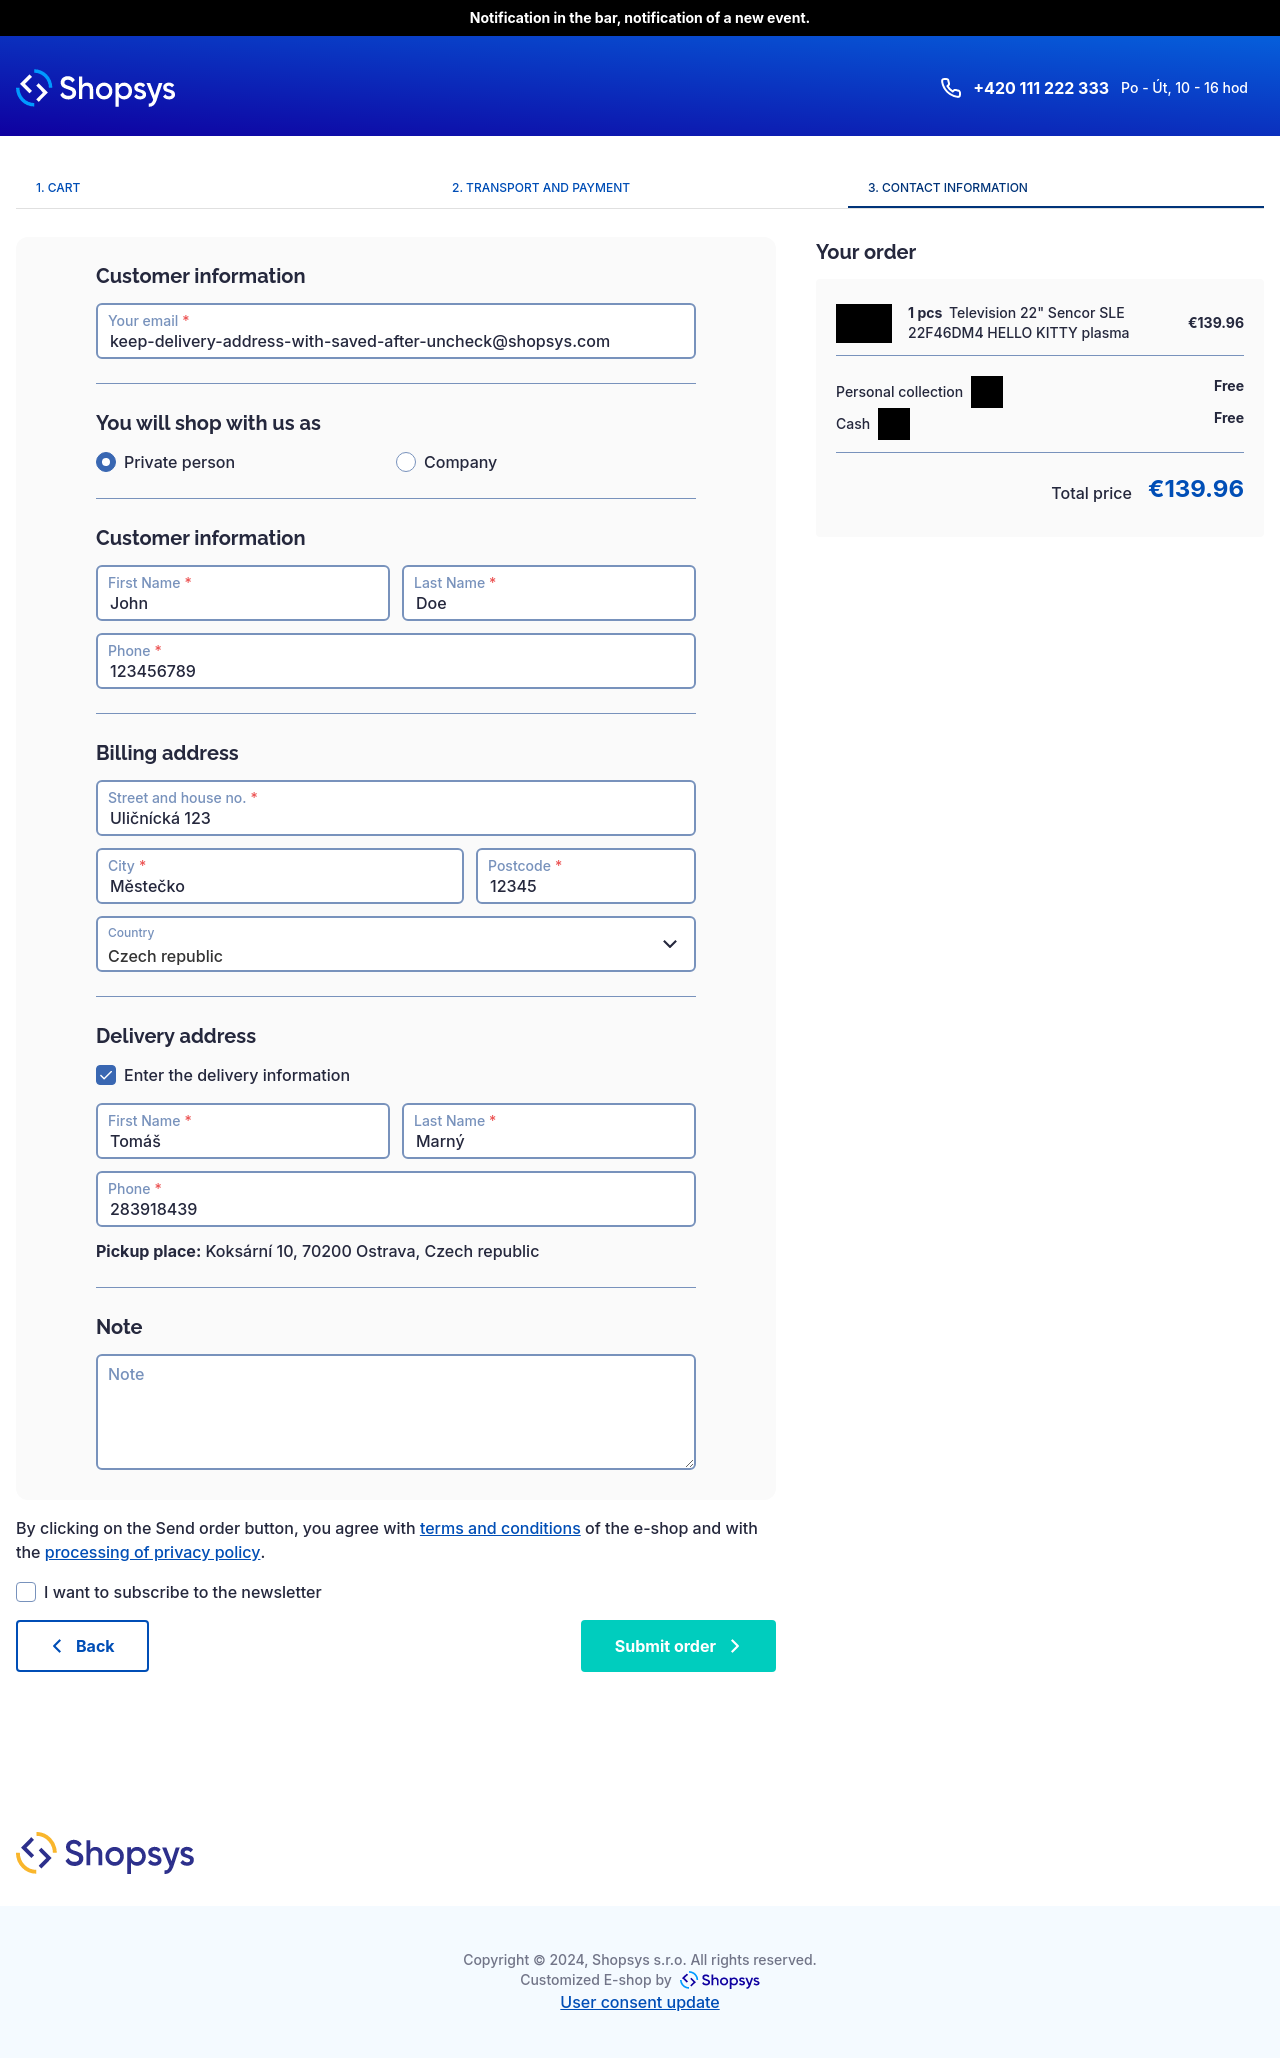 Notification in the bar, notification of a new event.
Shopsys
+420 111 222 333 Po - Út, 10 - 16 hod
1. CART
2. TRANSPORT AND PAYMENT
3. CONTACT INFORMATION
Customer information
Your email *
keep-delivery-address-with-saved-after-uncheck@shopsys.com
You will shop with us as
Private person
Company
Customer information
First Name *
John
Last Name *
Doe
Phone *
123456789
Billing address
Street and house no. *
Uličnícká 123
City *
Městečko
Postcode *
12345
Country
Czech republic
Delivery address
Enter the delivery information
First Name *
Tomáš
Last Name *
Marný
Phone *
283918439
Pickup place: Koksární 10, 70200 Ostrava, Czech republic
Note
Note
By clicking on the Send order button, you agree with terms and conditions of the e-shop and with
the processing of privacy policy.
I want to subscribe to the newsletter
Back
Submit order
Your order
1 pcs Television 22" Sencor SLE
22F46DM4 HELLO KITTY plasma
€139.96
Personal collection
Free
Cash
Free
Total price €139.96
Shopsys
Copyright © 2024, Shopsys s.r.o. All rights reserved.
Customized E-shop by Shopsys
User consent update